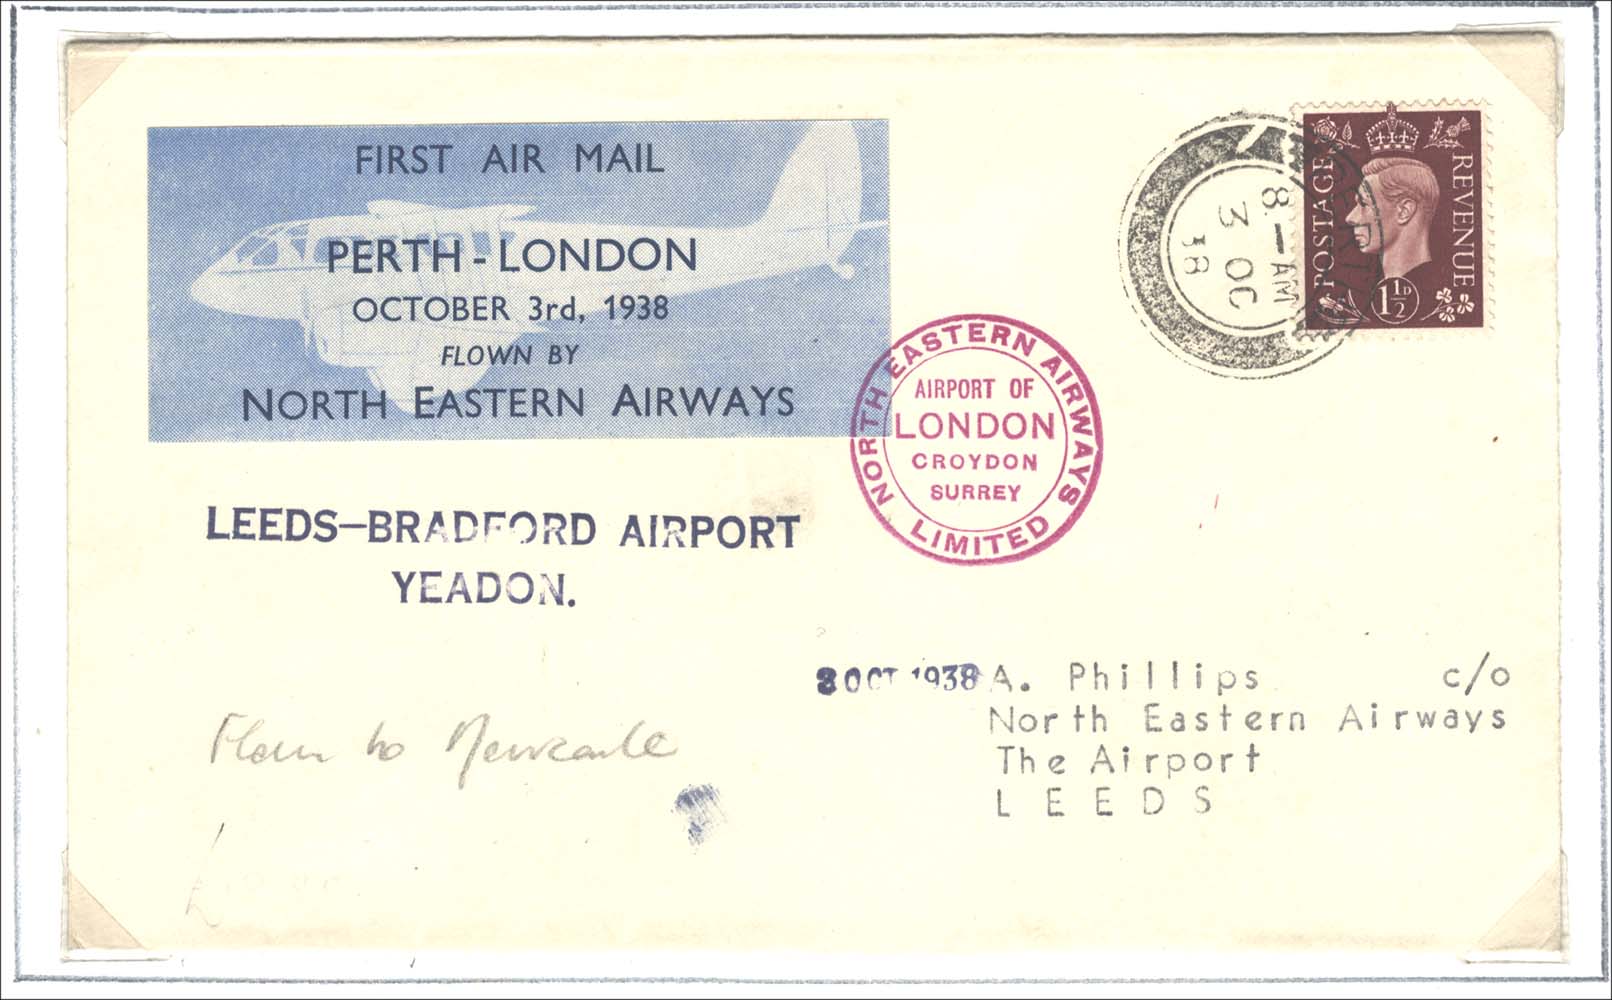 FIRST AIR MAIL
PERTH - LONDON
OCTOBER 3rd, 1938
FLOWN BY
NORTH EASTERN AIRWAYS
8 - AM
3 OC
38
POSTAGE
REVENUE
1½D
NORTH EASTERN AIRWAYS
LIMITED
AIRPORT OF
LONDON
CROYDON
SURREY
LEEDS-BRADFORD AIRPORT
YEADON.
3 OCT 1938
A. Phillips c/o
North Eastern Airways
The Airport
LEEDS
Flown to Newcastle